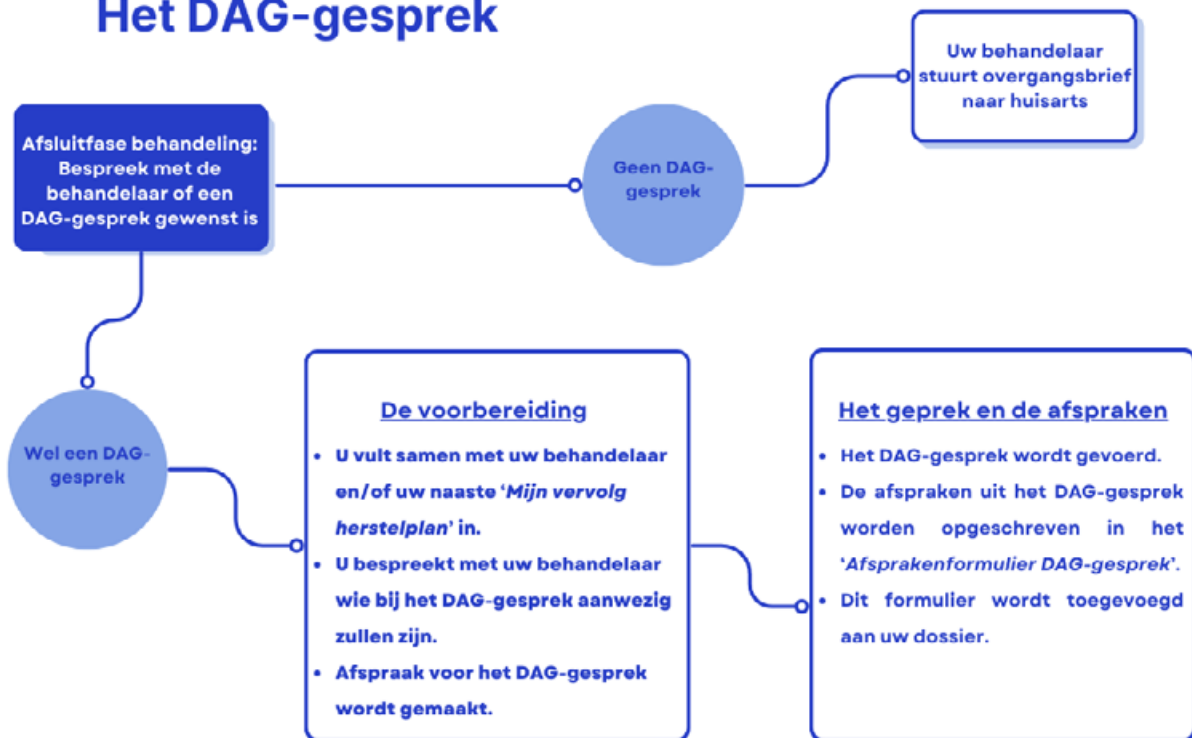 Het DAG-gesprek
Uw behandelaar
stuurt overgangsbrief
naar huisarts
Afsluitfase behandeling:
Bespreek met de
behandelaar of een
DAG-gesprek gewenst is
Geen DAG-
gesprek
Wel een DAG-
gesprek
De voorbereiding
• U vult samen met uw behandelaar
en/of uw naaste ‘Mijn vervolg
herstelplan’ in.
• U bespreekt met uw behandelaar
wie bij het DAG-gesprek aanwezig
zullen zijn.
• Afspraak voor het DAG-gesprek
wordt gemaakt.
Het geprek en de afspraken
• Het DAG-gesprek wordt gevoerd.
• De afspraken uit het DAG-gesprek
worden opgeschreven in het
‘Afsprakenformulier DAG-gesprek’.
• Dit formulier wordt toegevoegd
aan uw dossier.